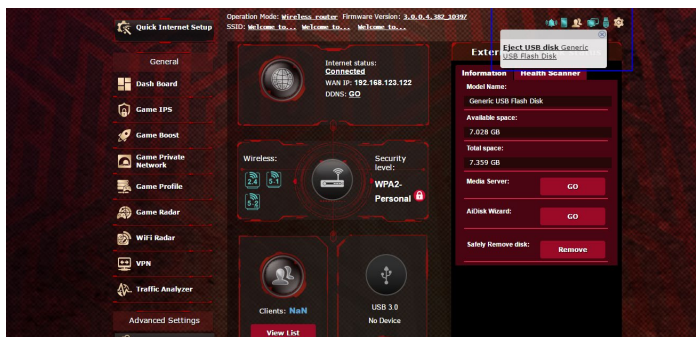 Operation Mode: Wireless router Firmware Version: 3.0.0.4.382_10397
SSID: Welcome to... Welcome to... Welcome to...
Quick Internet Setup
General
Dash Board
Game IPS
Game Boost
Game Private
Network
Game Profile
Game Radar
WiFi Radar
VPN
Traffic Analyzer
Advanced Settings
Internet status:
Connected
WAN IP: 192.168.123.122
DDNS: GO
Wireless:
2.4
5-1
5-2
Security
level:
WPA2-
Personal
Clients: NaN
View List
USB 3.0
No Device
Eject USB disk Generic
USB Flash Disk
Information
Health Scanner
Model Name:
Generic USB Flash Disk
Available space:
7.028 GB
Total space:
7.359 GB
Media Server:
GO
AiDisk Wizard:
GO
Safely Remove
disk:
Remove